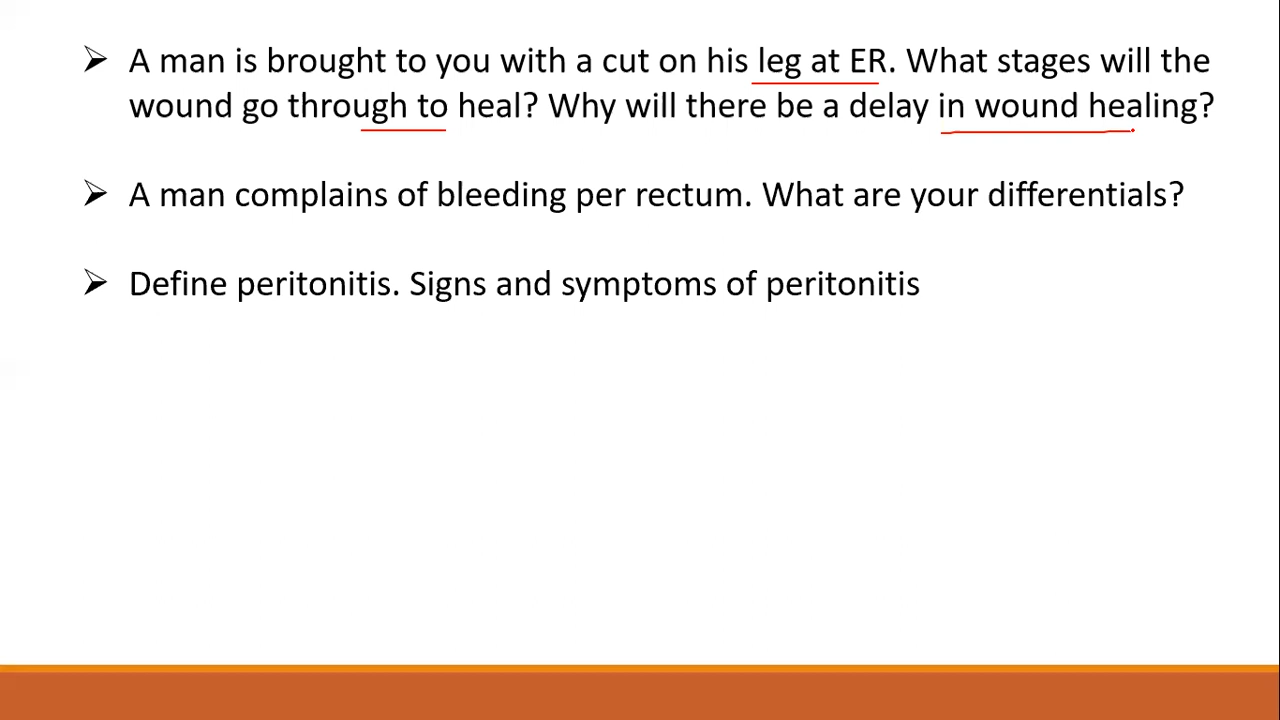 ➢ A man is brought to you with a cut on his leg at ER. What stages will the
wound go through to heal? Why will there be a delay in wound healing?
➢ A man complains of bleeding per rectum. What are your differentials?
➢ Define peritonitis. Signs and symptoms of peritonitis